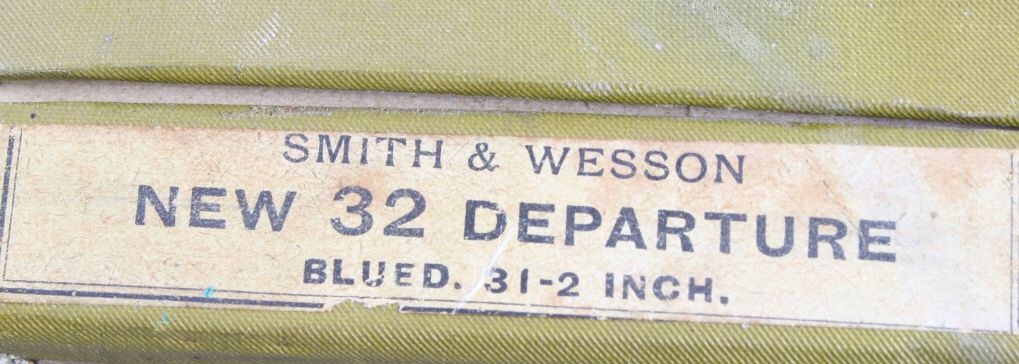 SMITH & WESSON
NEW 32 DEPARTURE
BLUED. 31-2 INCH.